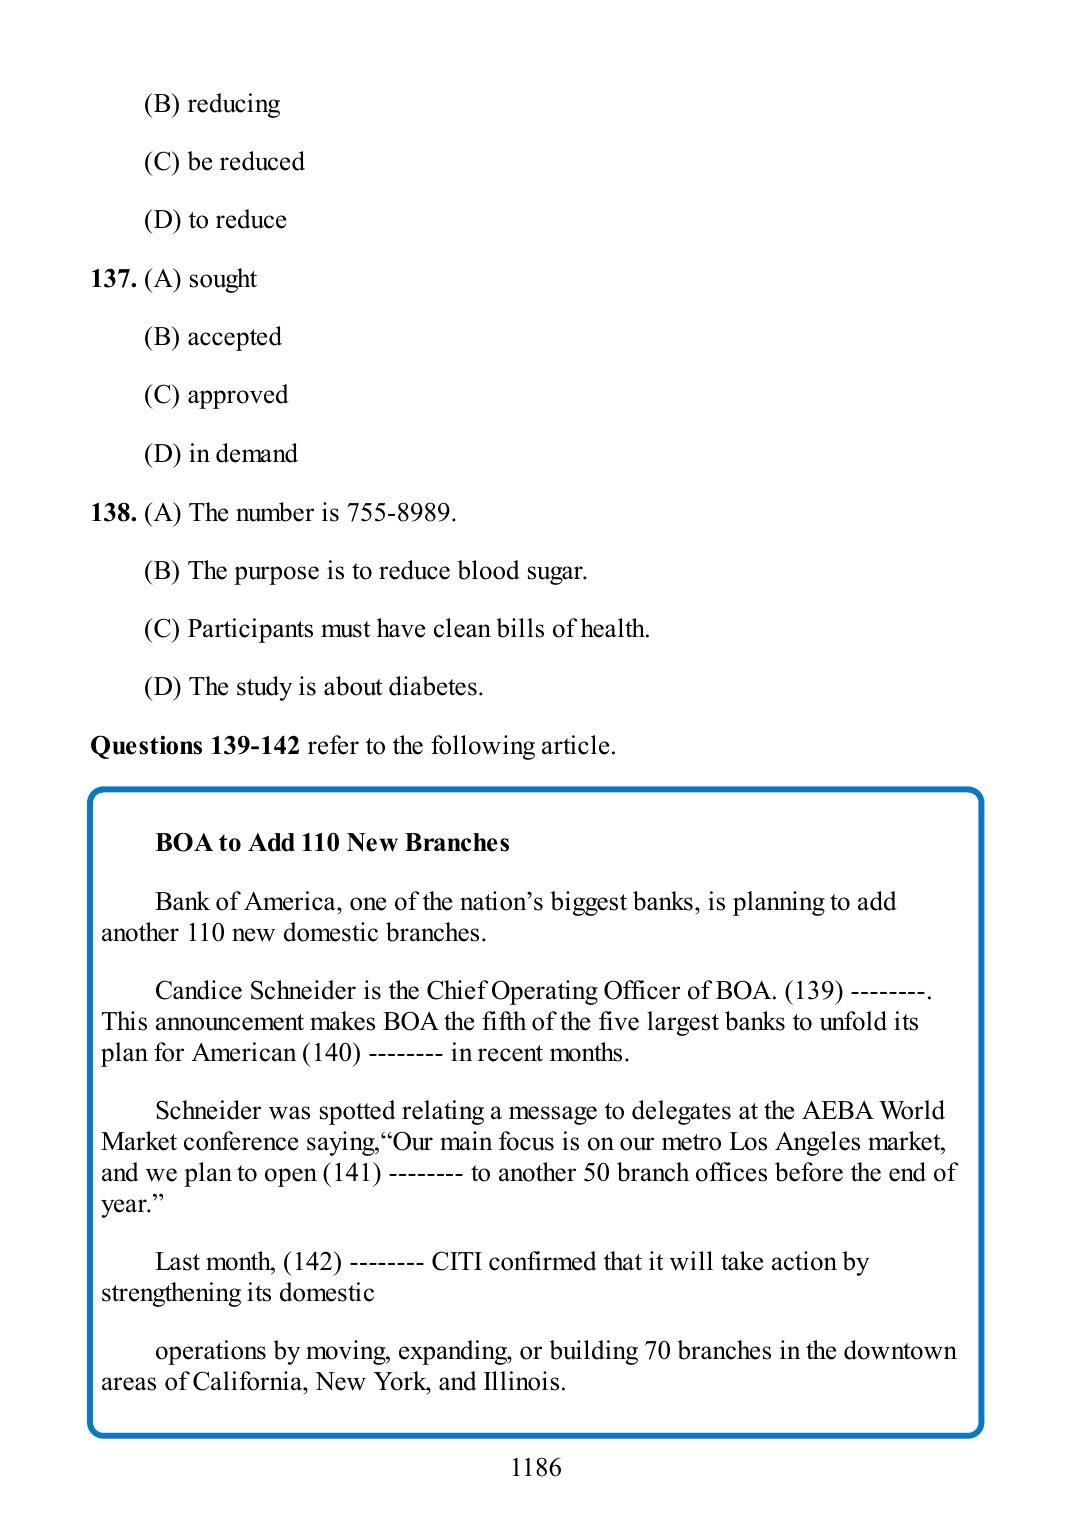 (B) reducing
(C) be reduced
(D) to reduce
137. (A) sought
(B) accepted
(C) approved
(D) in demand
138. (A) The number is 755-8989.
(B) The purpose is to reduce blood sugar.
(C) Participants must have clean bills of health.
(D) The study is about diabetes.
Questions 139-142 refer to the following article.
BOA to Add 110 New Branches
Bank of America, one of the nation’s biggest banks, is planning to add
another 110 new domestic branches.
Candice Schneider is the Chief Operating Officer of BOA. (139) --------.
This announcement makes BOA the fifth of the five largest banks to unfold its
plan for American (140) -------- in recent months.
Schneider was spotted relating a message to delegates at the AEBA World
Market conference saying,“Our main focus is on our metro Los Angeles market,
and we plan to open (141) -------- to another 50 branch offices before the end of
year.”
Last month, (142) -------- CITI confirmed that it will take action by
strengthening its domestic
operations by moving, expanding, or building 70 branches in the downtown
areas of California, New York, and Illinois.
1186